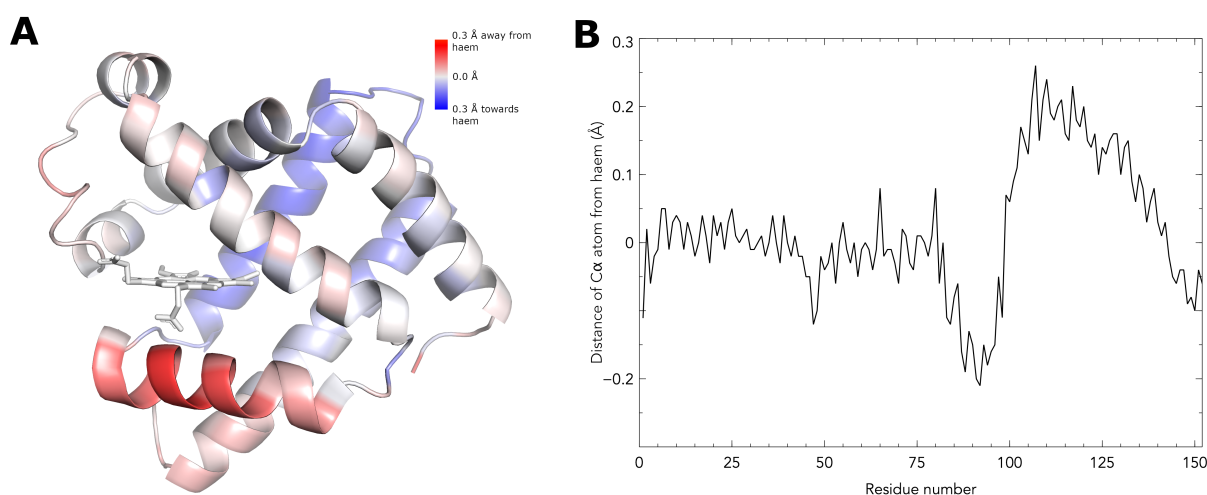 A
0.3 Å away from
haem
0.0 Å
0.3 Å towards
haem
B
Distance of Cα atom from haem (Å)
0.3
0.2
0.1
0
−0.2
0
25
50
75
100
125
150
Residue number